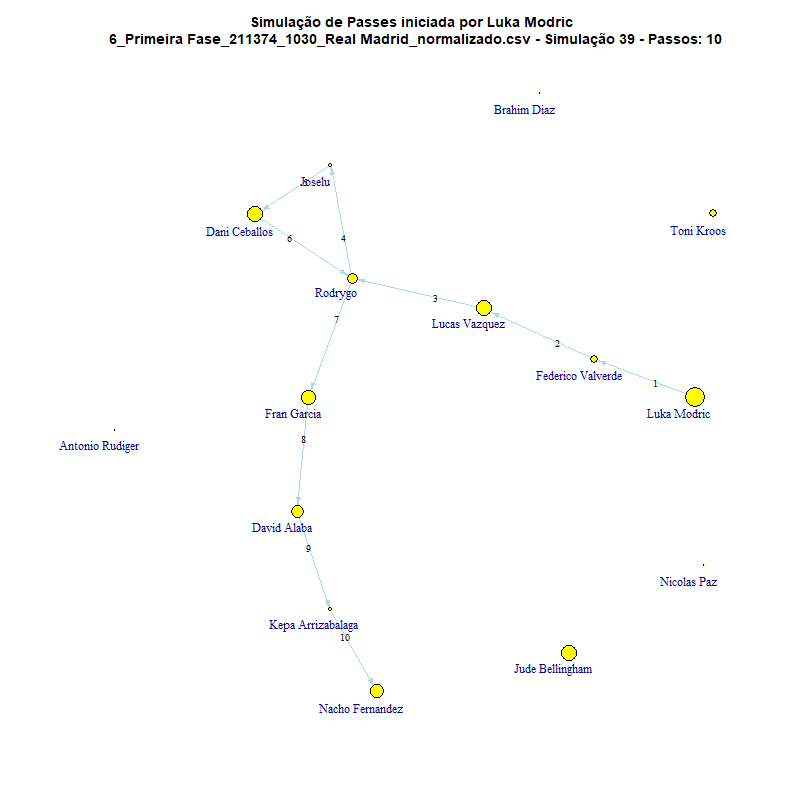 Simulação de Passes iniciada por Luka Modric
6_Primeira Fase_211374_1030_Real Madrid_normalizado.csv - Simulação 39 - Passos: 10
Brahim Diaz
Joselu
5
Toni Kroos
Dani Ceballos
6
4
Rodrygo
3
7
Lucas Vazquez
2
Federico Valverde
1
Fran Garcia
Luka Modric
8
Antonio Rudiger
David Alaba
9
Nicolas Paz
Kepa Arrizabalaga
10
Jude Bellingham
Nacho Fernandez